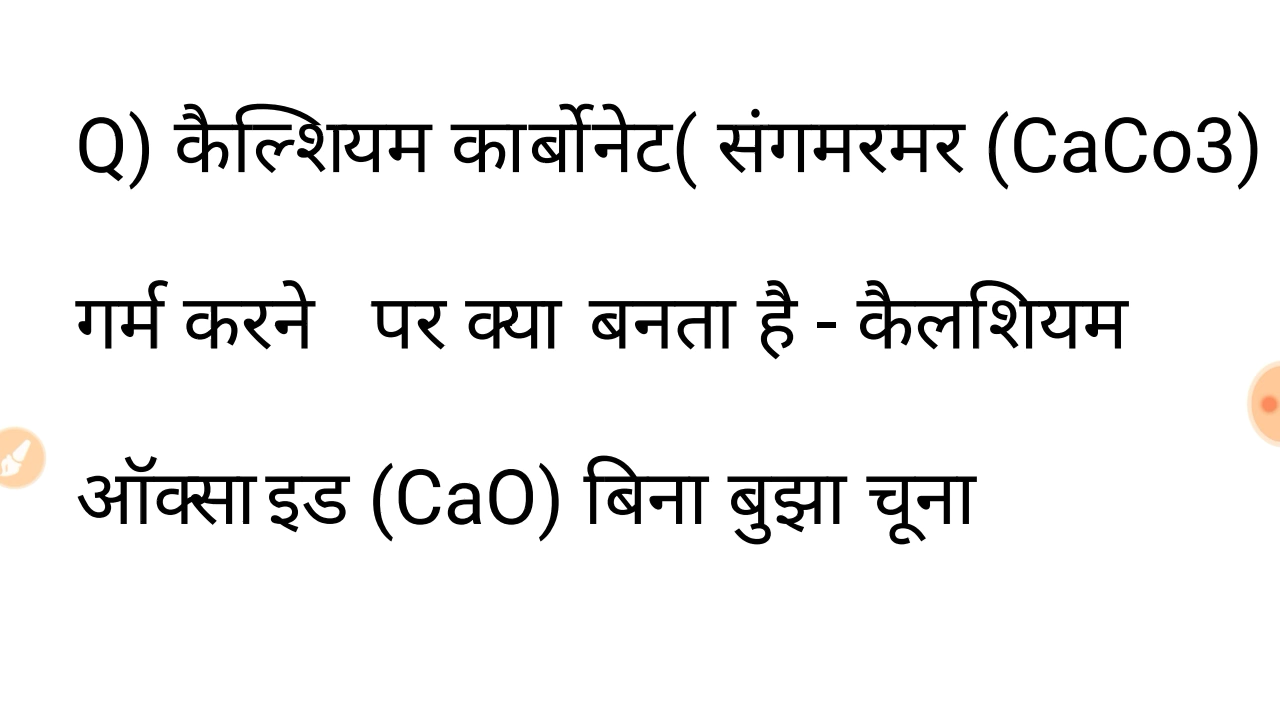 Q) कैल्शियम कार्बोनेट( संगमरमर (CaCo3)
गर्म करने पर क्या बनता है - कैलशियम
ऑक्साइड (CaO) बिना बुझा चूना